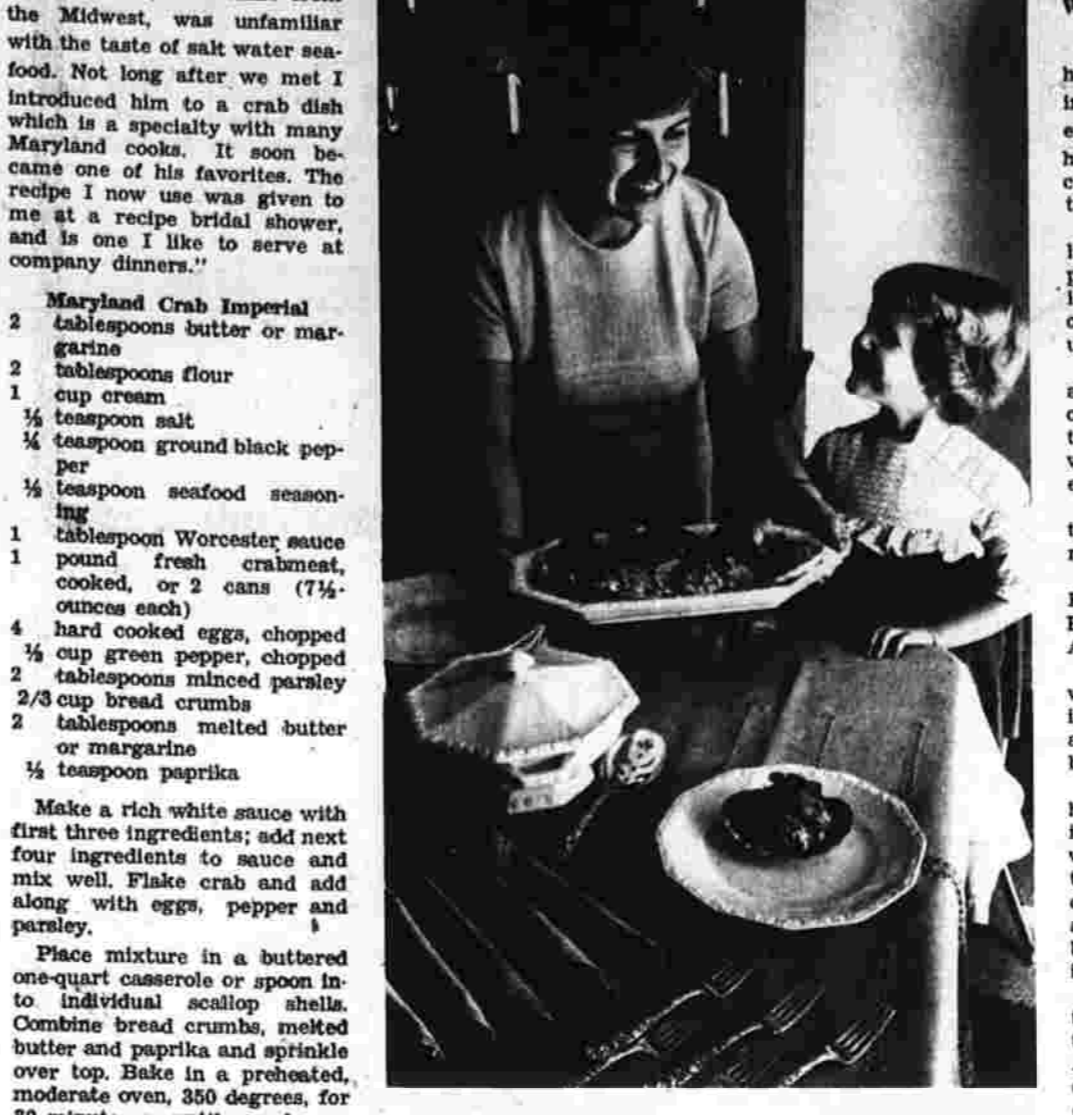 the Midwest, was unfamiliar
with the taste of salt water sea-
food. Not long after we met I
introduced him to a crab dish
which is a specialty with many
Maryland cooks. It soon be-
came one of his favorites. The
recipe I now use was given to
me at a recipe bridal shower,
and is one I like to serve at
company dinners."
Maryland Crab Imperial
2 tablespoons butter or mar-
garine
2 tablespoons flour
1 cup cream
½ teaspoon salt
¼ teaspoon ground black pep-
per
½ teaspoon seafood season-
ing
1 tablespoon Worcester sauce
1 pound fresh crabmeat,
cooked, or 2 cans (7½-
ounces each)
4 hard cooked eggs, chopped
½ cup green pepper, chopped
2 tablespoons minced parsley
2/3 cup bread crumbs
2 tablespoons melted butter
or margarine
½ teaspoon paprika
Make a rich white sauce with
first three ingredients; add next
four ingredients to sauce and
mix well. Flake crab and add
along with eggs, pepper and
parsley.
Place mixture in a buttered
one-quart casserole or spoon in-
to individual scallop shells.
Combine bread crumbs, melted
butter and paprika and sprinkle
over top. Bake in a preheated,
moderate oven, 350 degrees, for